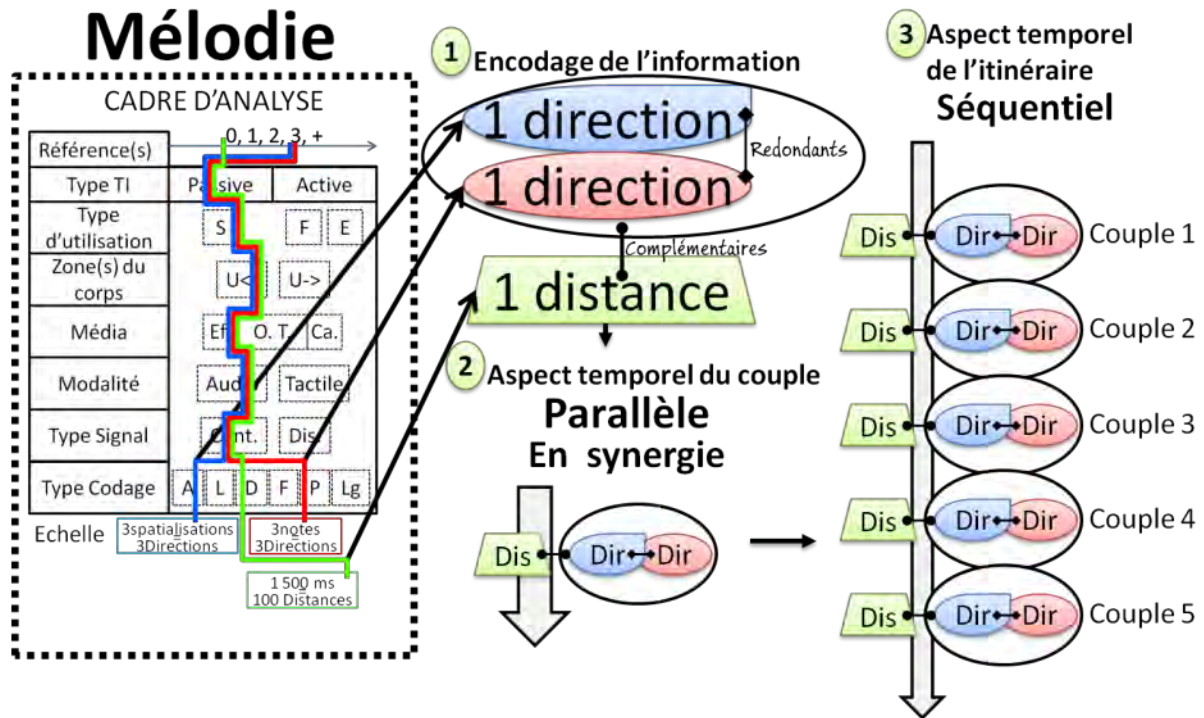 Mélodie
CADRE D'ANALYSE
Référence(s)
0, 1, 2, 3, +
Type TI
Passive
Active
Type
d'utilisation
S
F
E
Zone(s) du
corps
U<
U->
Média
Ef
O. T.
Ca.
Modalité
Tactile
Type Signal
Type Codage
A
L
D
F
P
Lg
Echelle
3spatialisations
=
3Directions
3notes
=
3Directions
1 500 ms
=
100 Distances
1
Encodage de l'information
1 direction
1 direction
Redondants
Complémentaires
1 distance
2
Aspect temporel du couple
Parallèle
En synergie
Dis
Dir
Dir
3
Aspect temporel
de l'itinéraire
Séquentiel
Dis
Dir
Dir
Couple 1
Dis
Dir
Dir
Couple 2
Dis
Dir
Dir
Couple 3
Dis
Dir
Dir
Couple 4
Dis
Dir
Dir
Couple 5